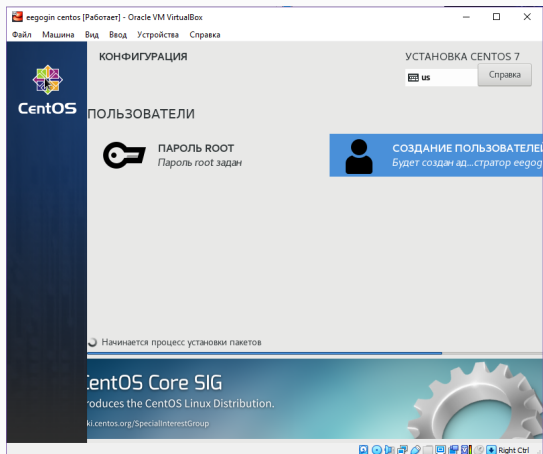 eegogin centos [Работает] - Oracle VM VirtualBox
Файл Машина Вид Ввод Устройства Справка
КОНФИГУРАЦИЯ
УСТАНОВКА CENTOS 7
us
Справка
CentOS
ПОЛЬЗОВАТЕЛИ
ПАРОЛЬ ROOT
Пароль root задан
СОЗДАНИЕ ПОЛЬЗОВАТЕЛЕЙ
Будет создан ад...стратор eegog
Начинается процесс установки пакетов
CentOS Core SIG
roduces the CentOS Linux Distribution.
ki.centos.org/SpecialInterestGroup
Right Ctrl